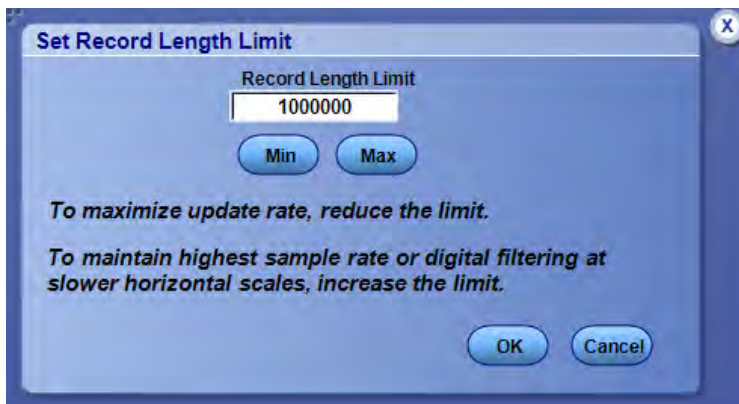 Set Record Length Limit
X
Record Length Limit
1000000
Min Max
To maximize update rate, reduce the limit.
To maintain highest sample rate or digital filtering at
slower horizontal scales, increase the limit.
OK Cancel